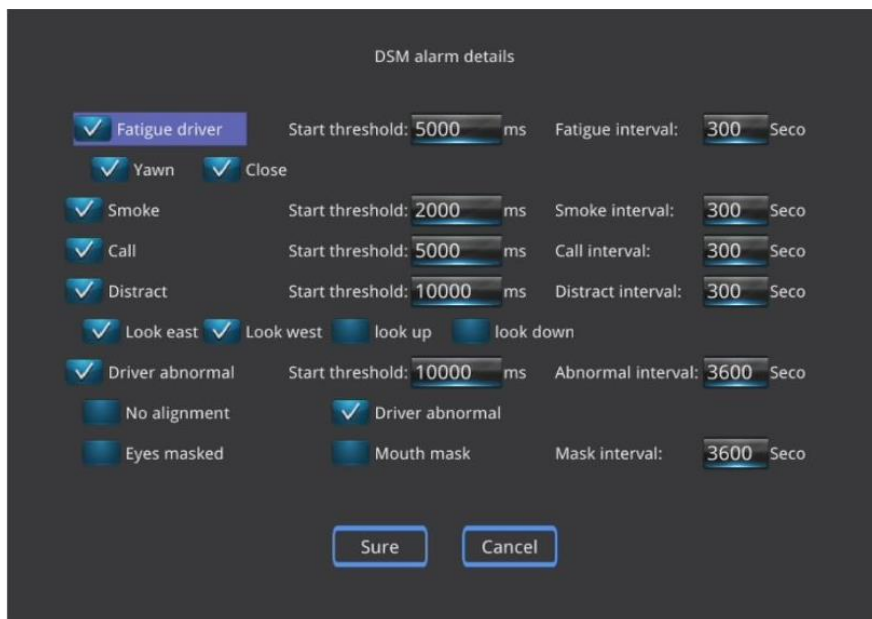 DSM alarm details
Fatigue driver Start threshold: 5000 ms Fatigue interval: 300 Seco
Yawn Close
Smoke Start threshold: 2000 ms Smoke interval: 300 Seco
Call Start threshold: 5000 ms Call interval: 300 Seco
Distract Start threshold: 10000 ms Distract interval: 300 Seco
Look east Look west look up look down
Driver abnormal Start threshold: 10000 ms Abnormal interval: 3600 Seco
No alignment Driver abnormal
Eyes masked Mouth mask Mask interval: 3600 Seco
Sure Cancel